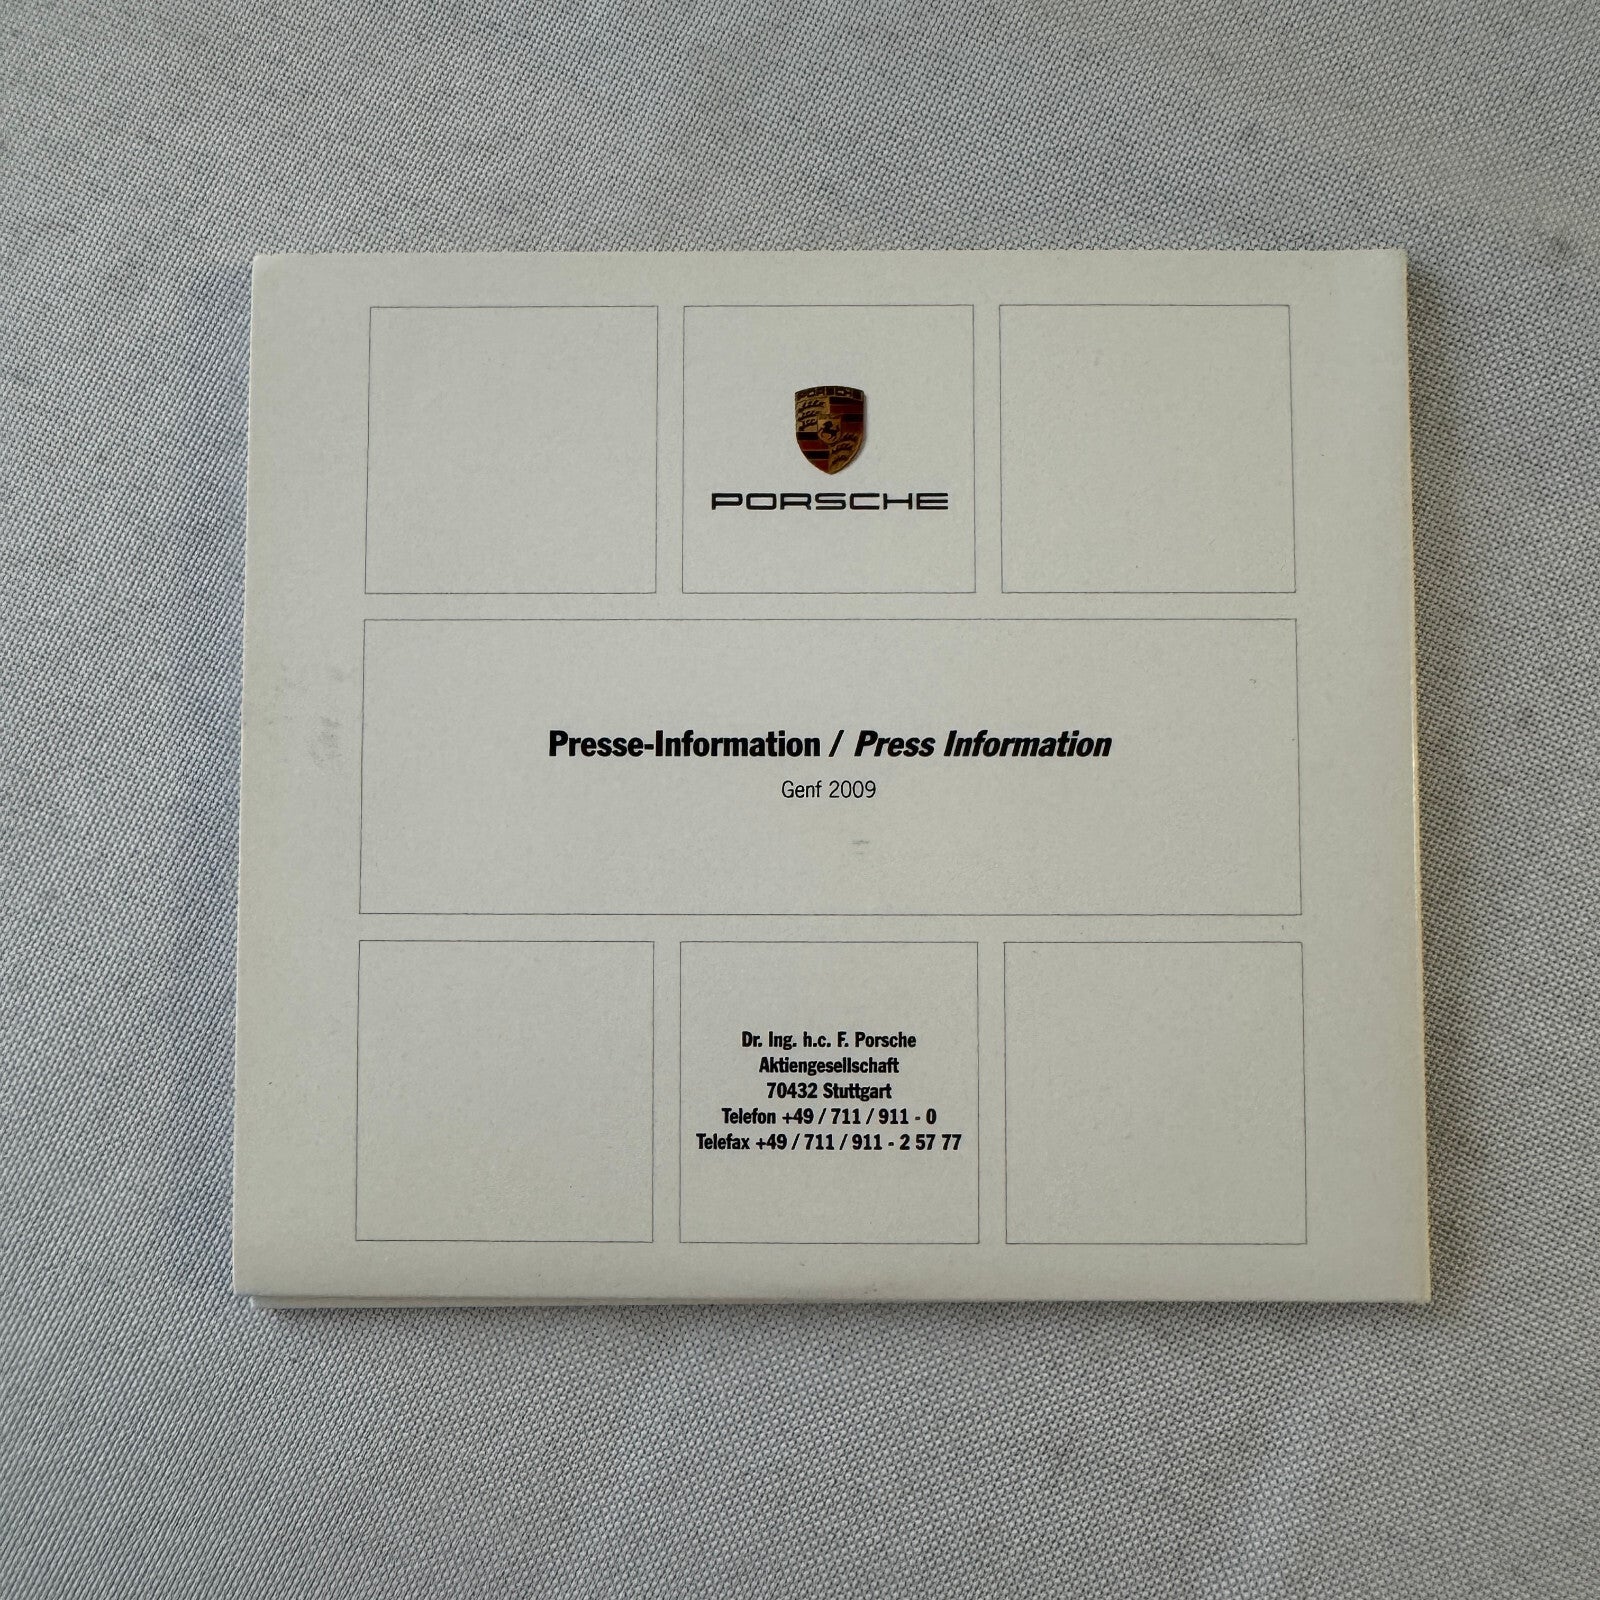 PORSCHE
PORSCHE
Presse-Information / Press Information
Genf 2009
Dr. Ing. h.c. F. Porsche
Aktiengesellschaft
70432 Stuttgart
Telefon +49 / 711 / 911 - 0
Telefax +49 / 711 / 911 - 2 57 77